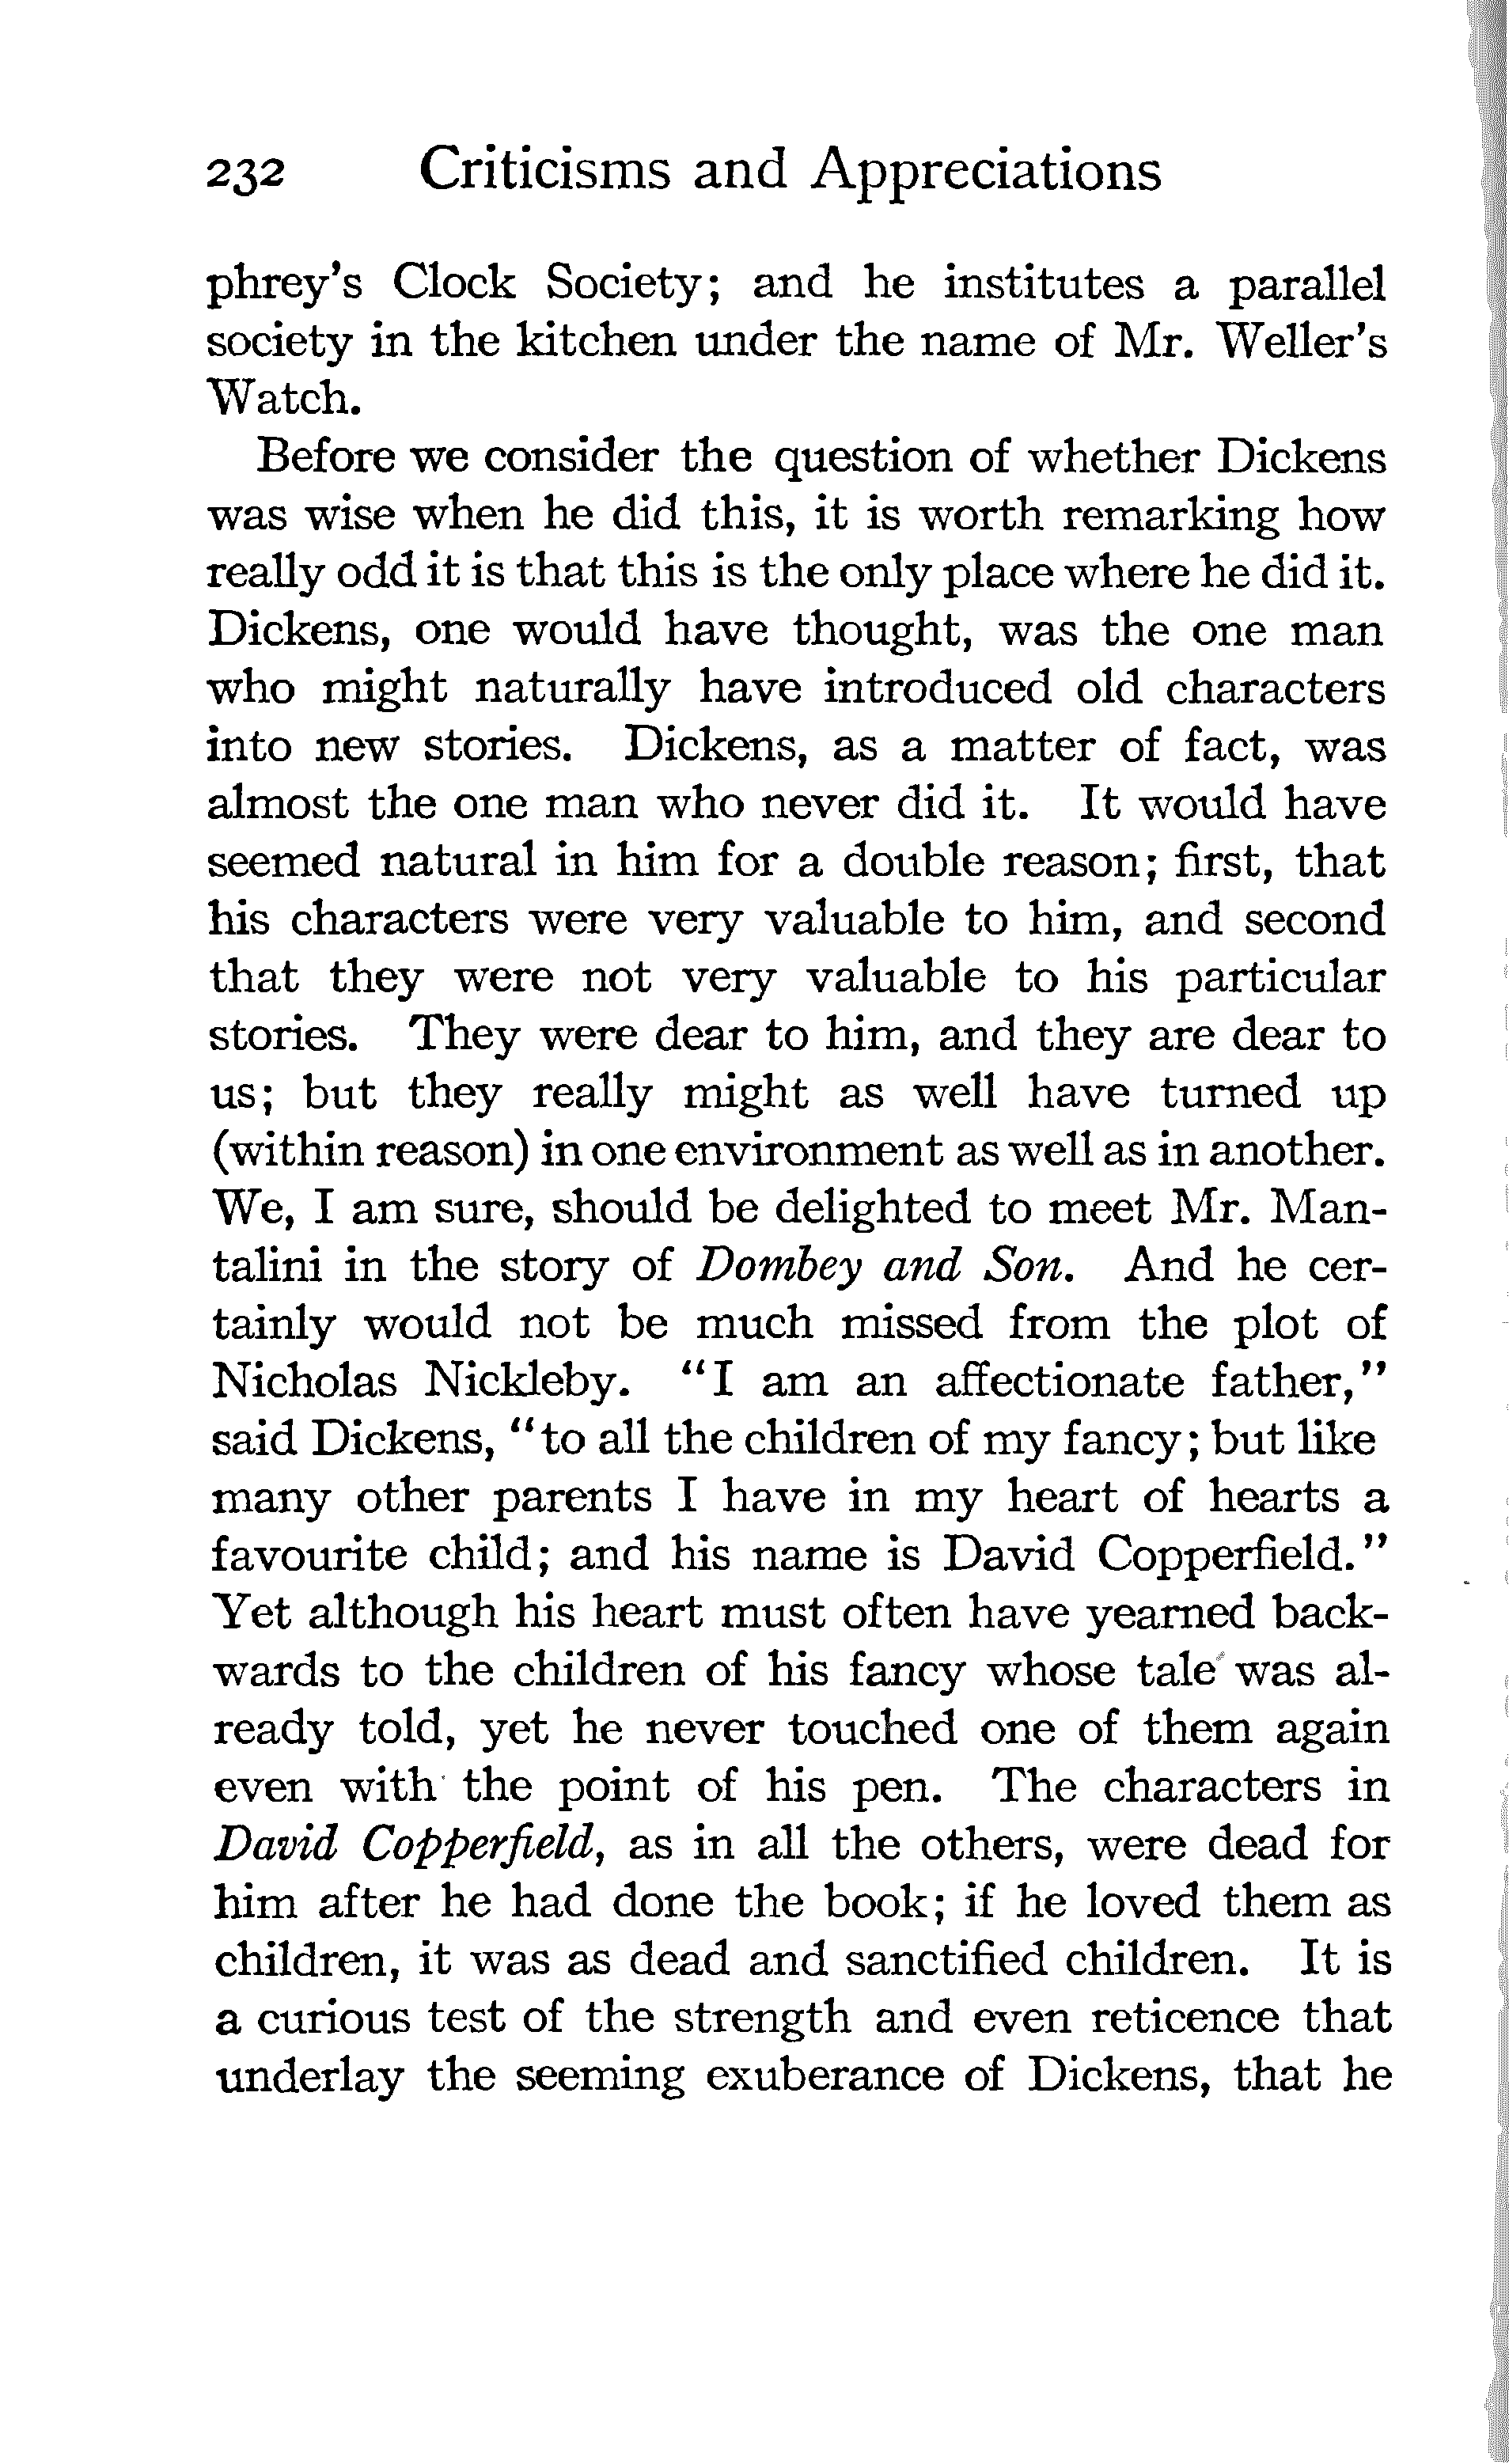 232 Criticisms and Appreciations
phrey's Clock Society; and he institutes a parallel
society in the kitchen under the name of Mr. Weller's
Watch.
Before we consider the question of whether Dickens
was wise when he did this, it is worth remarking how
really odd it is that this is the only place where he did it.
Dickens, one would have thought, was the one man
who might naturally have introduced old characters
into new stories. Dickens, as a matter of fact, was
almost the one man who never did it. It would have
seemed natural in him for a double reason; first, that
his characters were very valuable to him, and second
that they were not very valuable to his particular
stories. They were dear to him, and they are dear to
us; but they really might as well have turned up
(within reason) in one environment as well as in another.
We, I am sure, should be delighted to meet Mr. Man-
talini in the story of Dombey and Son. And he cer-
tainly would not be much missed from the plot of
Nicholas Nickleby. "I am an affectionate father,"
said Dickens, "to all the children of my fancy; but like
many other parents I have in my heart of hearts a
favourite child; and his name is David Copperfield."
Yet although his heart must often have yearned back-
wards to the children of his fancy whose tale was al-
ready told, yet he never touched one of them again
even with the point of his pen. The characters in
David Copperfield, as in all the others, were dead for
him after he had done the book; if he loved them as
children, it was as dead and sanctified children. It is
a curious test of the strength and even reticence that
underlay the seeming exuberance of Dickens, that he